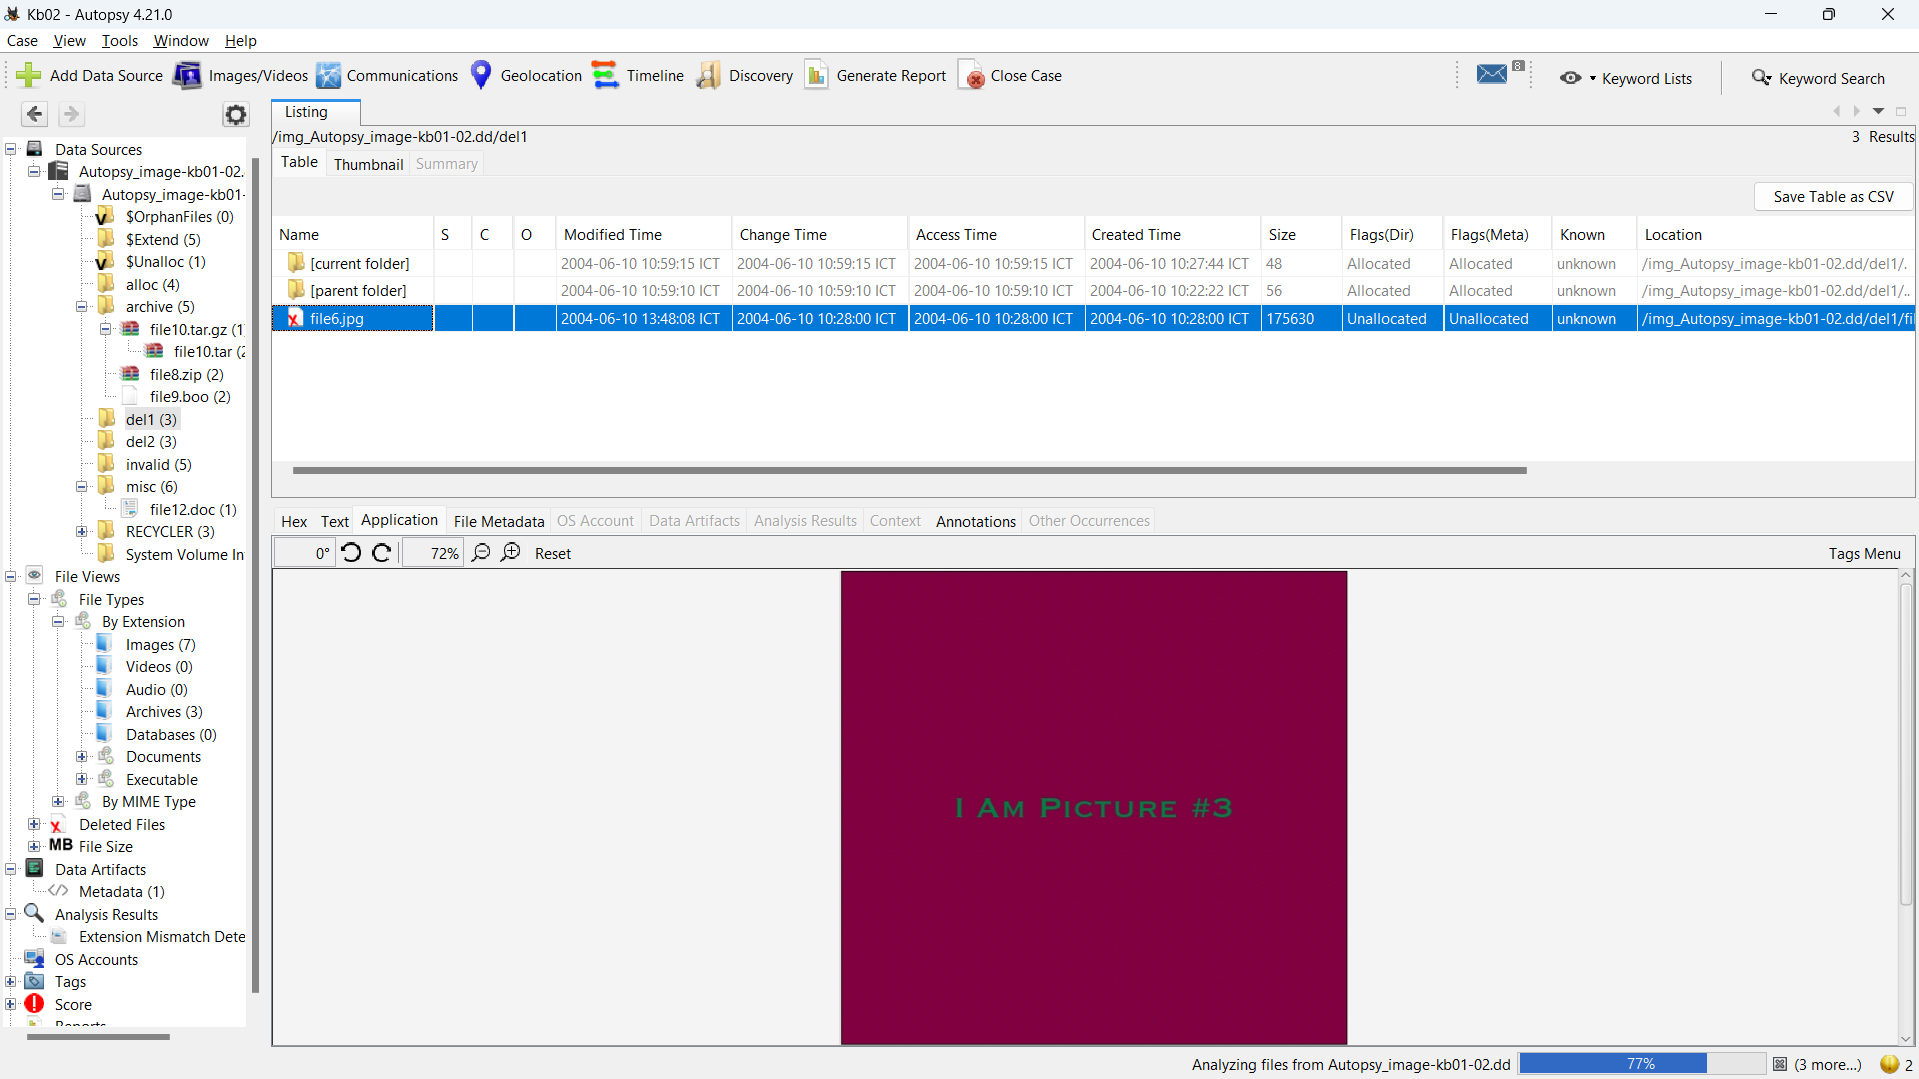 Kb02 - Autopsy 4.21.0
Case View Tools Window Help
Add Data Source Images/Videos Communications Geolocation Timeline Discovery Generate Report Close Case 8 Keyword Lists Keyword Search
Listing
/img_Autopsy_image-kb01-02.dd/del1 3 Results
Table Thumbnail Summary
Save Table as CSV
Name S C O Modified Time Change Time Access Time Created Time Size Flags(Dir) Flags(Meta) Known Location
[current folder] 2004-06-10 10:59:15 ICT 2004-06-10 10:59:15 ICT 2004-06-10 10:59:15 ICT 2004-06-10 10:27:44 ICT 48 Allocated Allocated unknown /img_Autopsy_image-kb01-02.dd/del1/.
[parent folder] 2004-06-10 10:59:10 ICT 2004-06-10 10:59:10 ICT 2004-06-10 10:59:10 ICT 2004-06-10 10:22:22 ICT 56 Allocated Allocated unknown /img_Autopsy_image-kb01-02.dd/del1/..
file6.jpg 2004-06-10 13:48:08 ICT 2004-06-10 10:28:00 ICT 2004-06-10 10:28:00 ICT 2004-06-10 10:28:00 ICT 175630 Unallocated Unallocated unknown /img_Autopsy_image-kb01-02.dd/del1/fil
Data Sources
Autopsy_image-kb01-02.
Autopsy_image-kb01-
V $OrphanFiles (0)
$Extend (5)
V $Unalloc (1)
alloc (4)
archive (5)
file10.tar.gz (1)
file10.tar (2
file8.zip (2)
file9.boo (2)
del1 (3)
del2 (3)
invalid (5)
misc (6)
file12.doc (1)
RECYCLER (3)
System Volume In
File Views
File Types
By Extension
Images (7)
Videos (0)
Audio (0)
Archives (3)
Databases (0)
Documents
Executable
By MIME Type
Deleted Files
MB File Size
Data Artifacts
Metadata (1)
Analysis Results
Extension Mismatch Dete
OS Accounts
Tags
Score
Reports
Hex Text Application File Metadata OS Account Data Artifacts Analysis Results Context Annotations Other Occurrences
0° 72% Reset Tags Menu
I Am Picture #3
Analyzing files from Autopsy_image-kb01-02.dd 77% (3 more...) 2